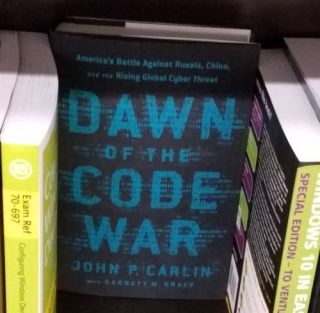 America's Battle Against Russia, China,
and the Rising Global Cyber Threat
DAWN
OF THE
CODE
WAR
JOHN P. CARLIN
WITH GARRETT M. GRAFF
Exam Ref
70-697
Configuring Windows Dev
WINDOWS 10 IN EA
SPECIAL EDITION – TO VENTU